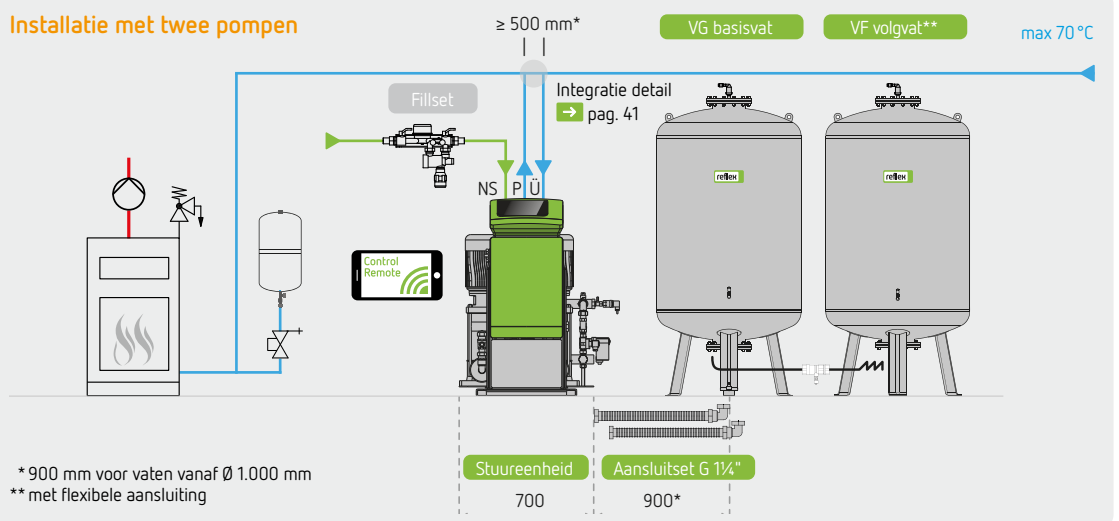 Installatie met twee pompen
≥ 500 mm*
VG basisvat
VF volgvat**
max 70 °C
Fillset
Integratie detail
→ pag. 41
NS P Ü
reflex
reflex
Control
Remote
Stuureenheid
Aansluitset G 1¼"
700
900*
* 900 mm voor vaten vanaf Ø 1.000 mm
** met flexibele aansluiting